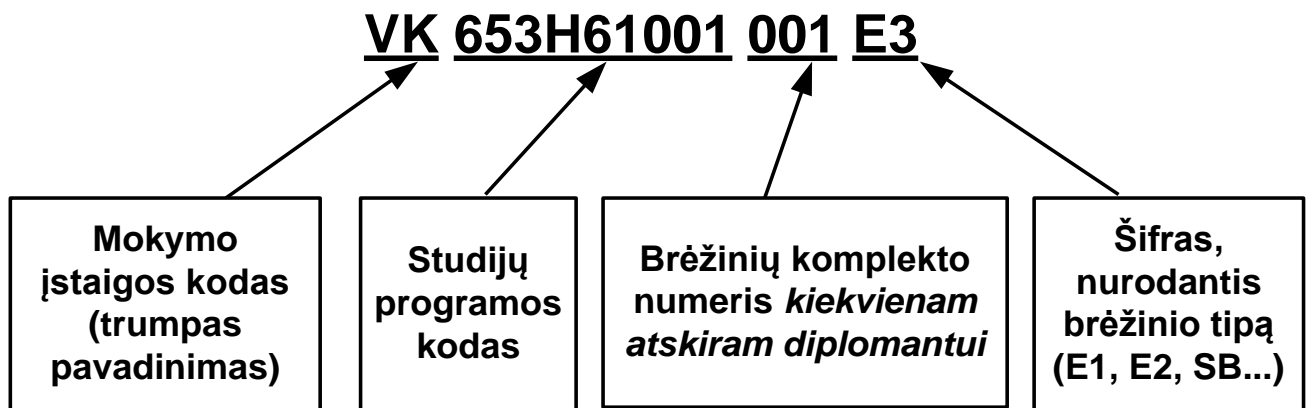 VK 653H61001 001 E3
Mokymo
įstaigos kodas
(trumpas
pavadinimas)
Studijų
programos
kodas
Brėžinių komplekto
numeris kiekvienam
atskiram diplomantui
Šifras,
nurodantis
brėžinio tipą
(E1, E2, SB...)